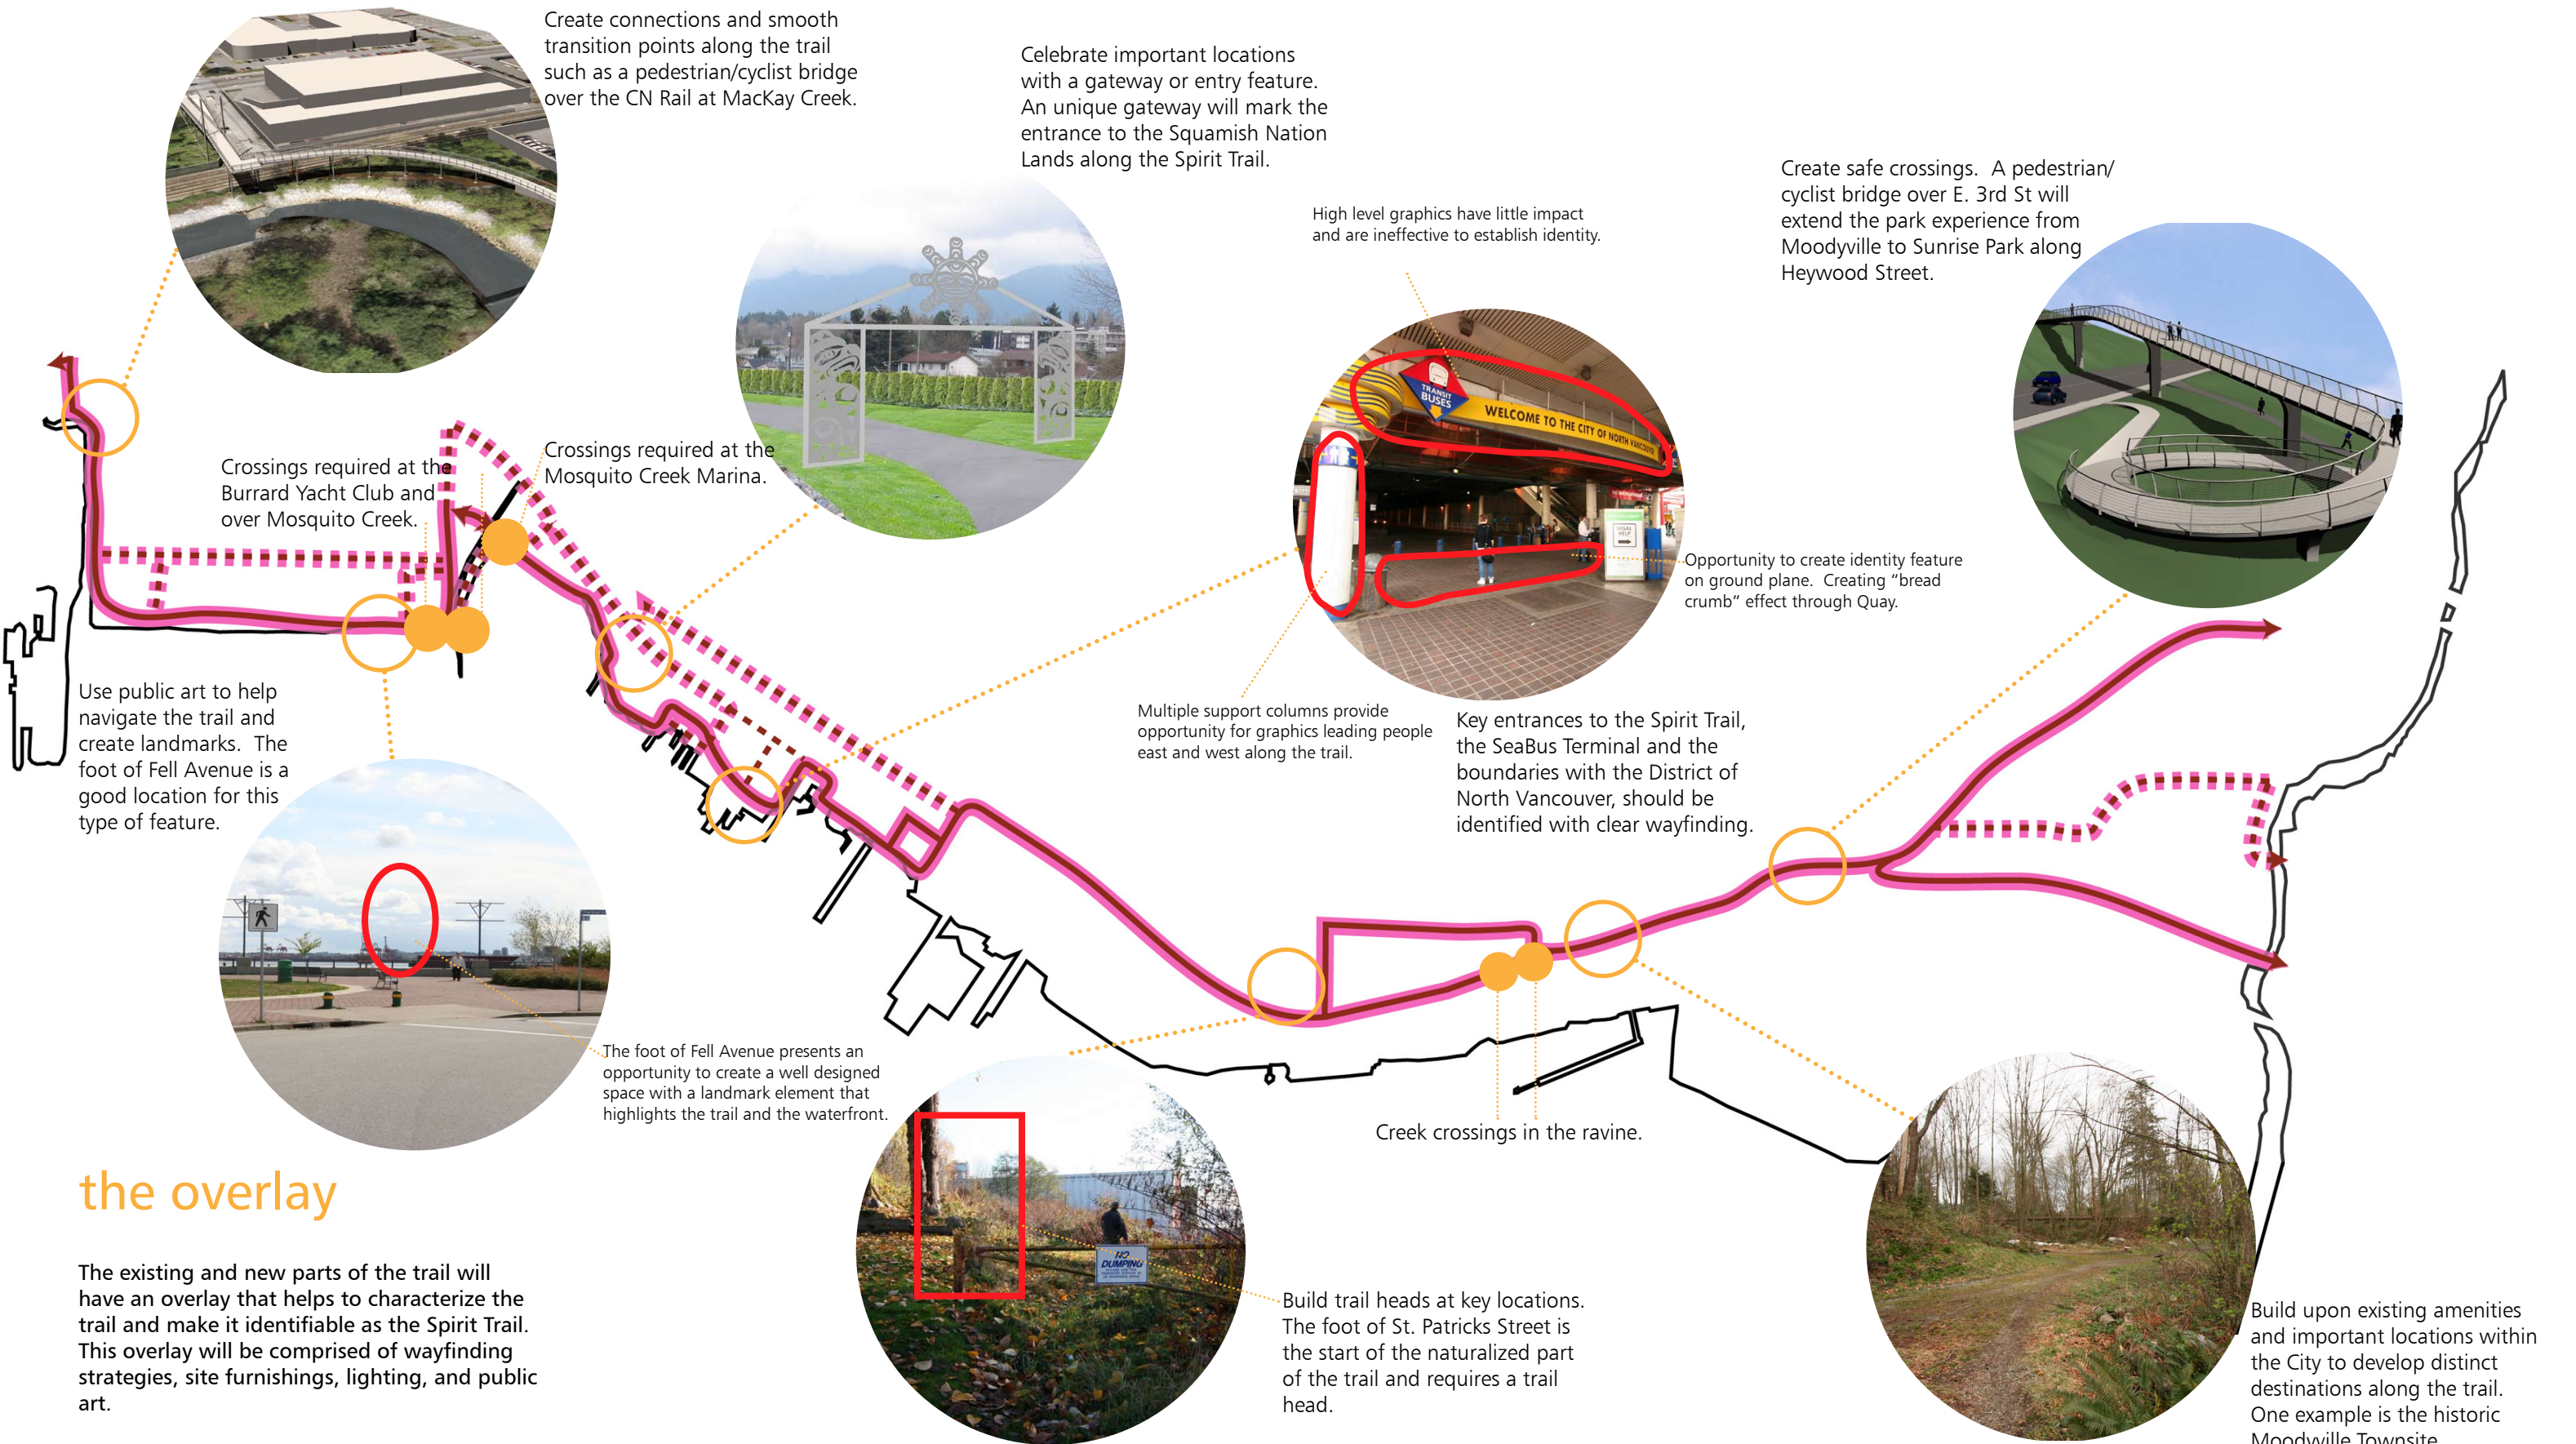 Create connections and smooth
transition points along the trail
such as a pedestrian/cyclist bridge
over the CN Rail at MacKay Creek.
Celebrate important locations
with a gateway or entry feature.
An unique gateway will mark the
entrance to the Squamish Nation
Lands along the Spirit Trail.
High level graphics have little impact
and are ineffective to establish identity.
Create safe crossings.  A pedestrian/
cyclist bridge over E. 3rd St will
extend the park experience from
Moodyville to Sunrise Park along
Heywood Street.
TRANSIT
BUSES
WELCOME TO THE CITY OF NORTH VANCOUVER
Crossings required at the
Burrard Yacht Club and
over Mosquito Creek.
Crossings required at the
Mosquito Creek Marina.
Opportunity to create identity feature
on ground plane.  Creating “bread
crumb” effect through Quay.
Use public art to help
navigate the trail and
create landmarks.  The
foot of Fell Avenue is a
good location for this
type of feature.
Multiple support columns provide
opportunity for graphics leading people
east and west along the trail.
Key entrances to the Spirit Trail,
the SeaBus Terminal and the
boundaries with the District of
North Vancouver, should be
identified with clear wayfinding.
The foot of Fell Avenue presents an
opportunity to create a well designed
space with a landmark element that
highlights the trail and the waterfront.
Creek crossings in the ravine.
the overlay
The existing and new parts of the trail will
have an overlay that helps to characterize the
trail and make it identifiable as the Spirit Trail.
This overlay will be comprised of wayfinding
strategies, site furnishings, lighting, and public
art.
NO
DUMPING
Build trail heads at key locations.
The foot of St. Patricks Street is
the start of the naturalized part
of the trail and requires a trail
head.
Build upon existing amenities
and important locations within
the City to develop distinct
destinations along the trail.
One example is the historic
Moodyville Townsite